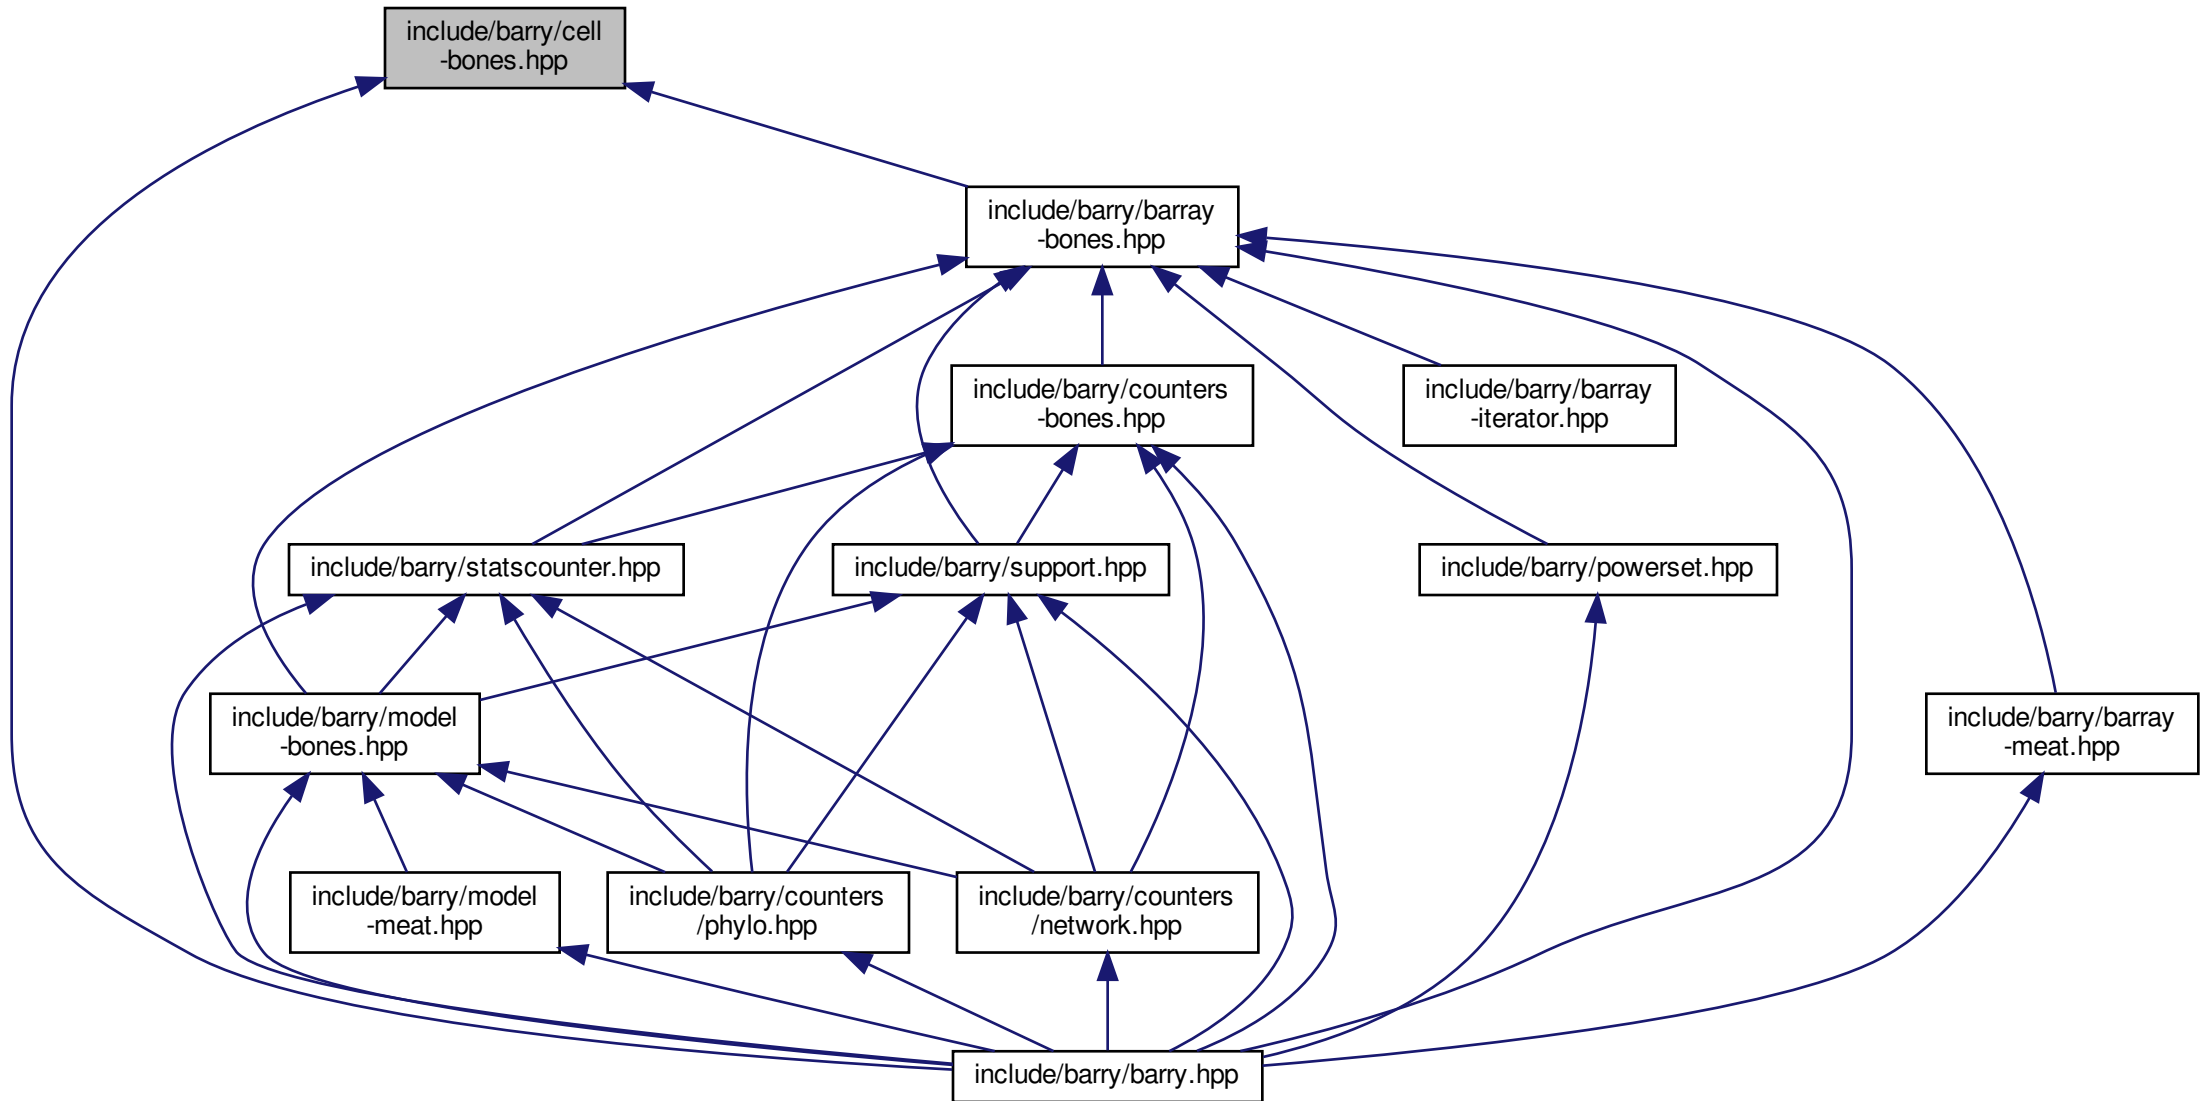 include/barry/cell
-bones.hpp
include/barry/barray
-bones.hpp
include/barry/counters
-bones.hpp
include/barry/barray
-iterator.hpp
include/barry/statscounter.hpp
include/barry/support.hpp
include/barry/powerset.hpp
include/barry/model
-bones.hpp
include/barry/barray
-meat.hpp
include/barry/model
-meat.hpp
include/barry/counters
/phylo.hpp
include/barry/counters
/network.hpp
include/barry/barry.hpp